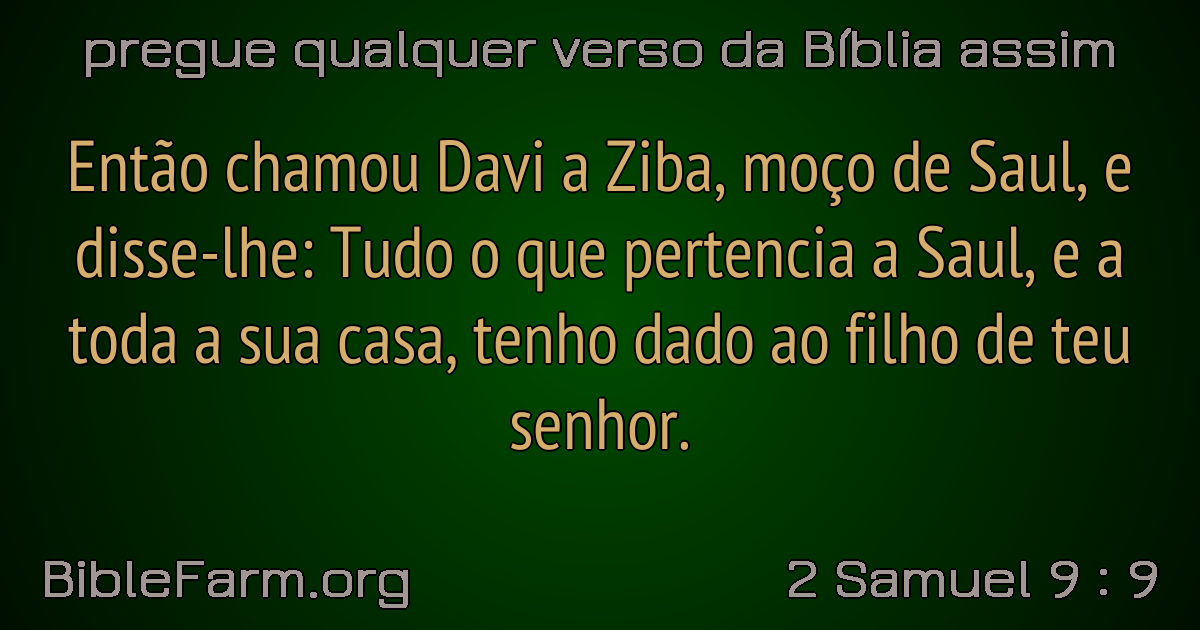 pregue qualquer verso da Bíblia assim
Então chamou Davi a Ziba, moço de Saul, e
disse-lhe: Tudo o que pertencia a Saul, e a
toda a sua casa, tenho dado ao filho de teu
senhor.
BibleFarm.org
2 Samuel 9 : 9